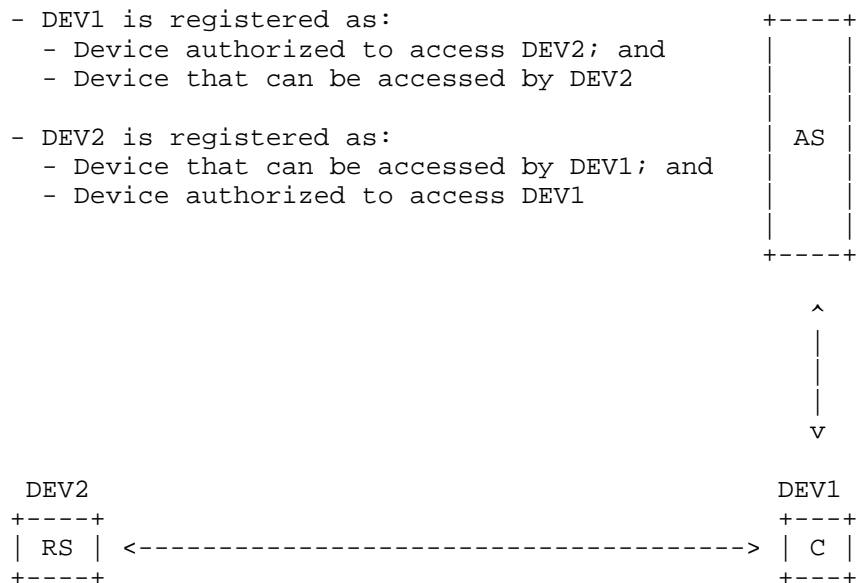 - DEV1 is registered as:                            +----+
  - Device authorized to access DEV2; and           |    |
  - Device that can be accessed by DEV2             |    |
                                                    |    |
- DEV2 is registered as:                            | AS |
  - Device that can be accessed by DEV1; and        |    |
  - Device authorized to access DEV1                |    |
                                                    |    |
                                                    +----+

                                                       ^
                                                       |
                                                       |
                                                       |
                                                       v

 DEV2                                                DEV1
+----+                                               +---+
| RS | <---------------------------------------> | C |
+----+                                               +---+